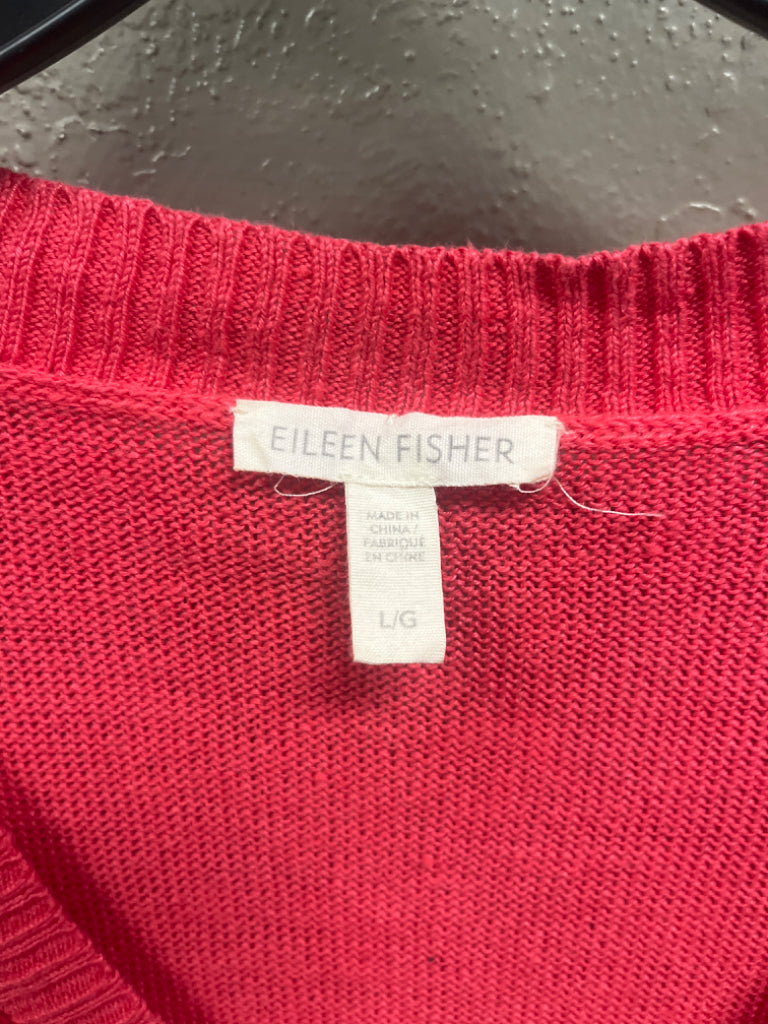 EILEEN FISHER
MADE IN
CHINA/
FABRIQUÉ
EN CHINE
L/G